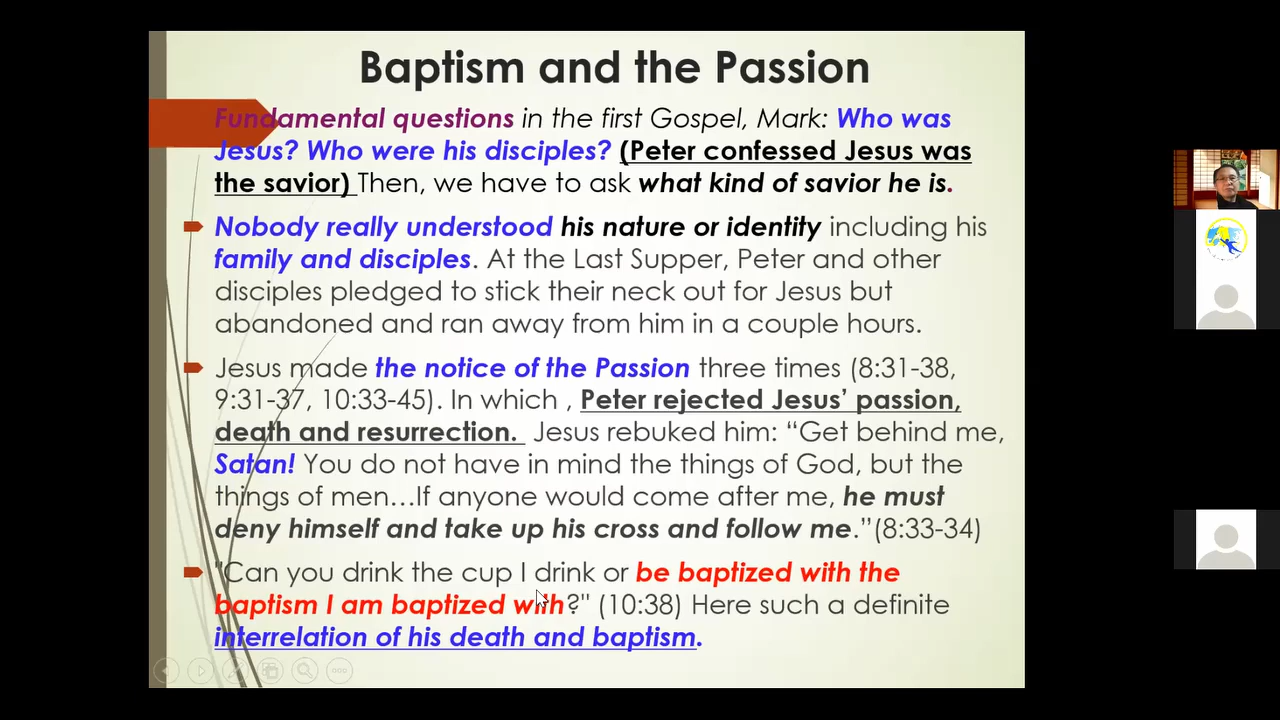 Baptism and the Passion
Fundamental questions in the first Gospel, Mark: Who was
Jesus? Who were his disciples? (Peter confessed Jesus was
the savior) Then, we have to ask what kind of savior he is.
Nobody really understood his nature or identity including his
family and disciples. At the Last Supper, Peter and other
disciples pledged to stick their neck out for Jesus but
abandoned and ran away from him in a couple hours.
Jesus made the notice of the Passion three times (8:31-38,
9:31-37, 10:33-45). In which , Peter rejected Jesus’ passion,
death and resurrection. Jesus rebuked him: “Get behind me,
Satan! You do not have in mind the things of God, but the
things of men…If anyone would come after me, he must
deny himself and take up his cross and follow me.”(8:33-34)
"Can you drink the cup I drink or be baptized with the
baptism I am baptized with?" (10:38) Here such a definite
interrelation of his death and baptism.